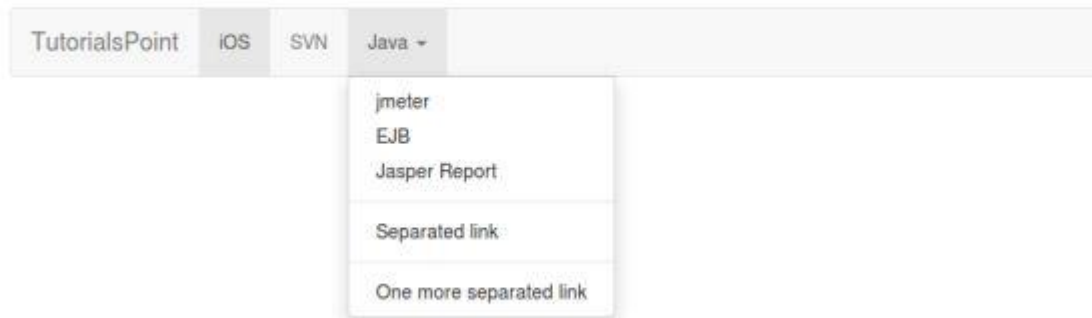 TutorialsPoint iOS SVN Java
jmeter
EJB
Jasper Report
Separated link
One more separated link